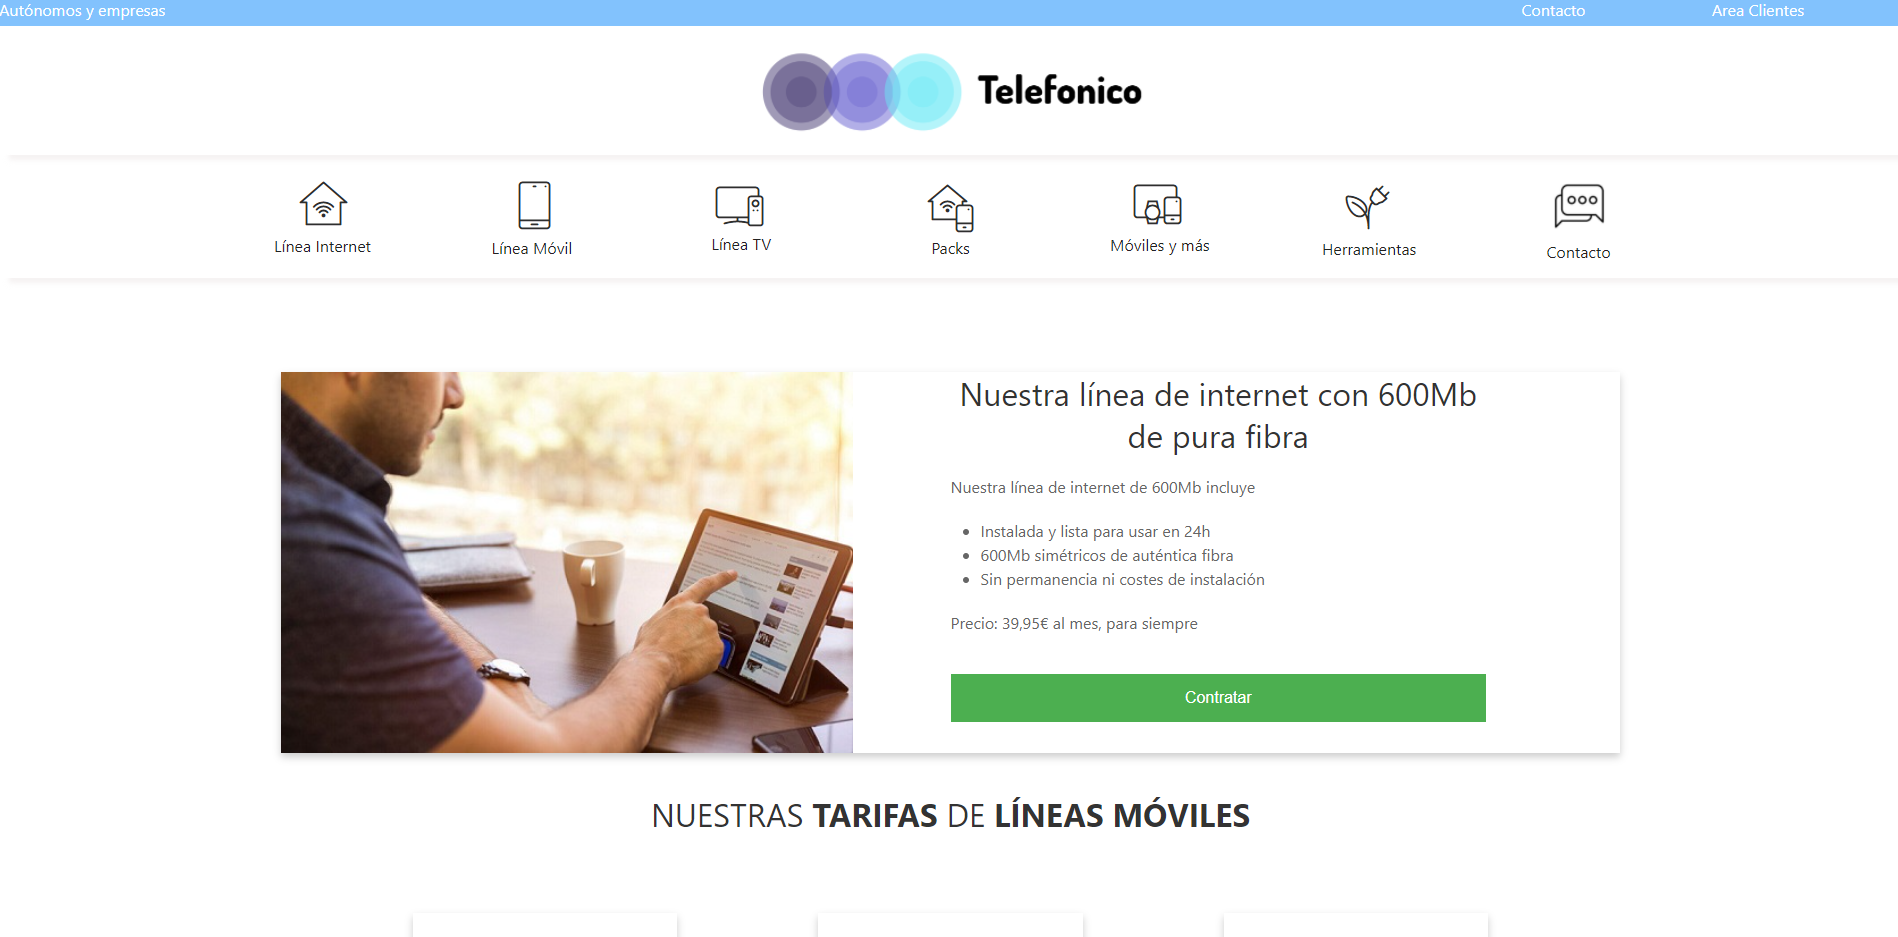 Autónomos y empresas
Contacto
Area Clientes
Telefonico
Línea Internet
Línea Móvil
Línea TV
Packs
Móviles y más
Herramientas
Contacto
Nuestra línea de internet con 600Mb
de pura fibra
Nuestra línea de internet de 600Mb incluye
Instalada y lista para usar en 24h
600Mb simétricos de auténtica fibra
Sin permanencia ni costes de instalación
Precio: 39,95€ al mes, para siempre
Contratar
NUESTRAS TARIFAS DE LÍNEAS MÓVILES